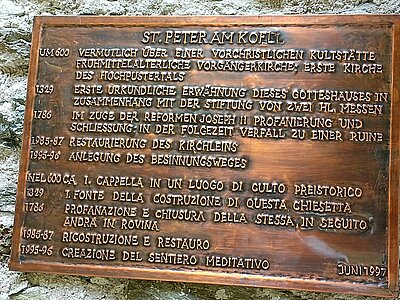 ST. PETER AM KOFEL
UM 600 VERMUTLICH ÜBER EINER VORCHRISTLICHEN KULTSTÄTTE
FRÜHMITTELALTERLICHE VORGÄNGERKIRCHE, ERSTE KIRCHE
DES HOCHPUSTERTALS
1329 ERSTE URKUNDLICHE ERWÄHNUNG DIESES GOTTESHAUSES IN
ZUSAMMENHANG MIT DER STIFTUNG VON ZWEI HL. MESSEN
1786 IM ZUGE DER REFORMEN JOSEPH II PROFANIERUNG UND
SCHLIESSUNG: IN DER FOLGEZEIT VERFALL ZU EINER RUINE
1985-87 RESTAURIERUNG DES KIRCHLEINS
1995-96 ANLEGUNG DES BESINNUNGSWEGES
NEL 600 CA. 1. CAPPELLA IN UN LUOGO DI CULTO PREISTORICO
1329 1. FONTE DELLA COSTRUZIONE DI QUESTA CHIESETTA
1786 PROFANAZIONE E CHIUSURA DELLA STESSA, IN SEGUITO
ANDRA IN ROVINA
1985-87 RICOSTRUZIONE E RESTAURO
1995-96 CREAZIONE DEL SENTIERO MEDITATIVO
JUNI 1997